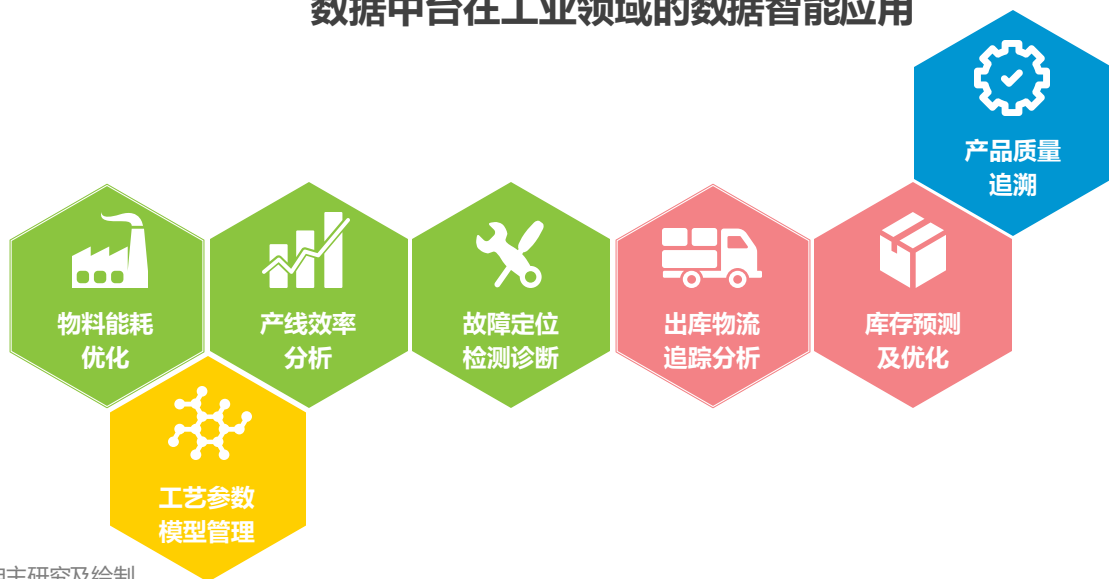 数据中台在工业领域的数据智能应用
产品质量
追溯
物料能耗
优化
产线效率
分析
故障定位
检测诊断
出库物流
追踪分析
库存预测
及优化
工艺参数
模型管理
自主研究及绘制